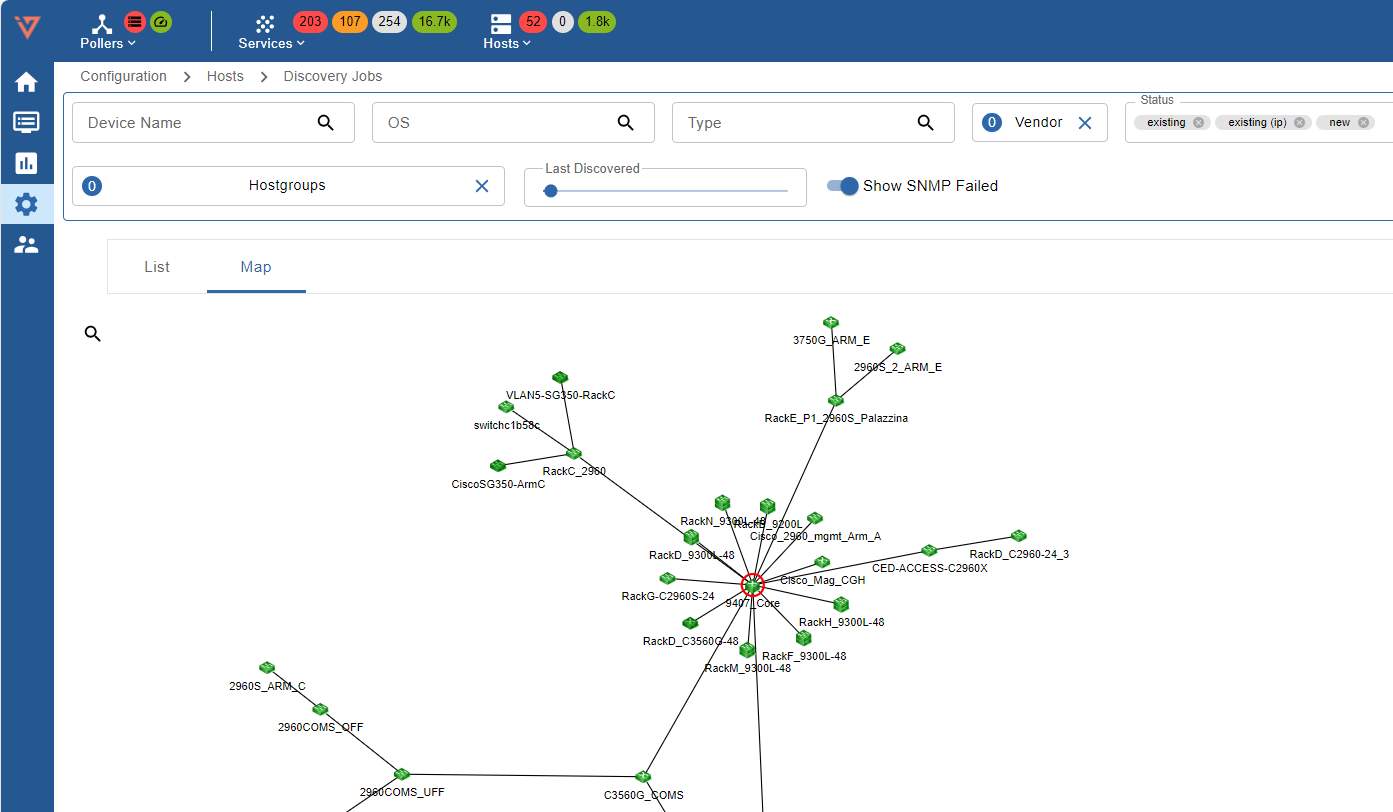 203 107 254 16.7k 52 0 1.8k
Pollers Services Hosts
Configuration Hosts Discovery Jobs
Status
Device Name OS Type 0 Vendor existing existing (ip) new
Last Discovered
0 Hostgroups Show SNMP Failed
List Map
3750G_ARM_E
2960S_2_ARM_E
VLAN5-SG350-RackC
RackE_P1_2960S_Palazzina
switchc1b58c
RackC_2960
CiscoSG350-ArmC
RackN_9300L-48
RackB_9200L
Cisco_2960_mgmt_Arm_A
RackD_9300L-48
RackD_C2960-24_3
CED-ACCESS-C2960X
Cisco_Mag_CGH
RackG-C2960S-24
9407_Core
RackH_9300L-48
RackD_C3560G-48
RackF_9300L-48
RackM_9300L-48
2960S_ARM_C
2960COMS_OFF
2960COMS_UFF
C3560G_COMS